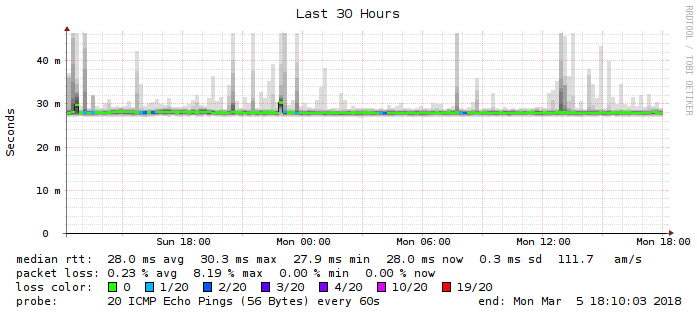 Last 30 Hours
RRDTOOL / TOBI OETIKER
Seconds
40 m
30 m
20 m
10 m
0
Sun 18:00 Mon 00:00 Mon 06:00 Mon 12:00 Mon 18:00
median rtt: 28.0 ms avg 30.3 ms max 27.9 ms min 28.0 ms now 0.3 ms sd 111.7 am/s
packet loss: 0.23 % avg 8.19 % max 0.00 % min 0.00 % now
loss color: 0 1/20 2/20 3/20 4/20 10/20 19/20
probe: 20 ICMP Echo Pings (56 Bytes) every 60s end: Mon Mar 5 18:10:03 2018